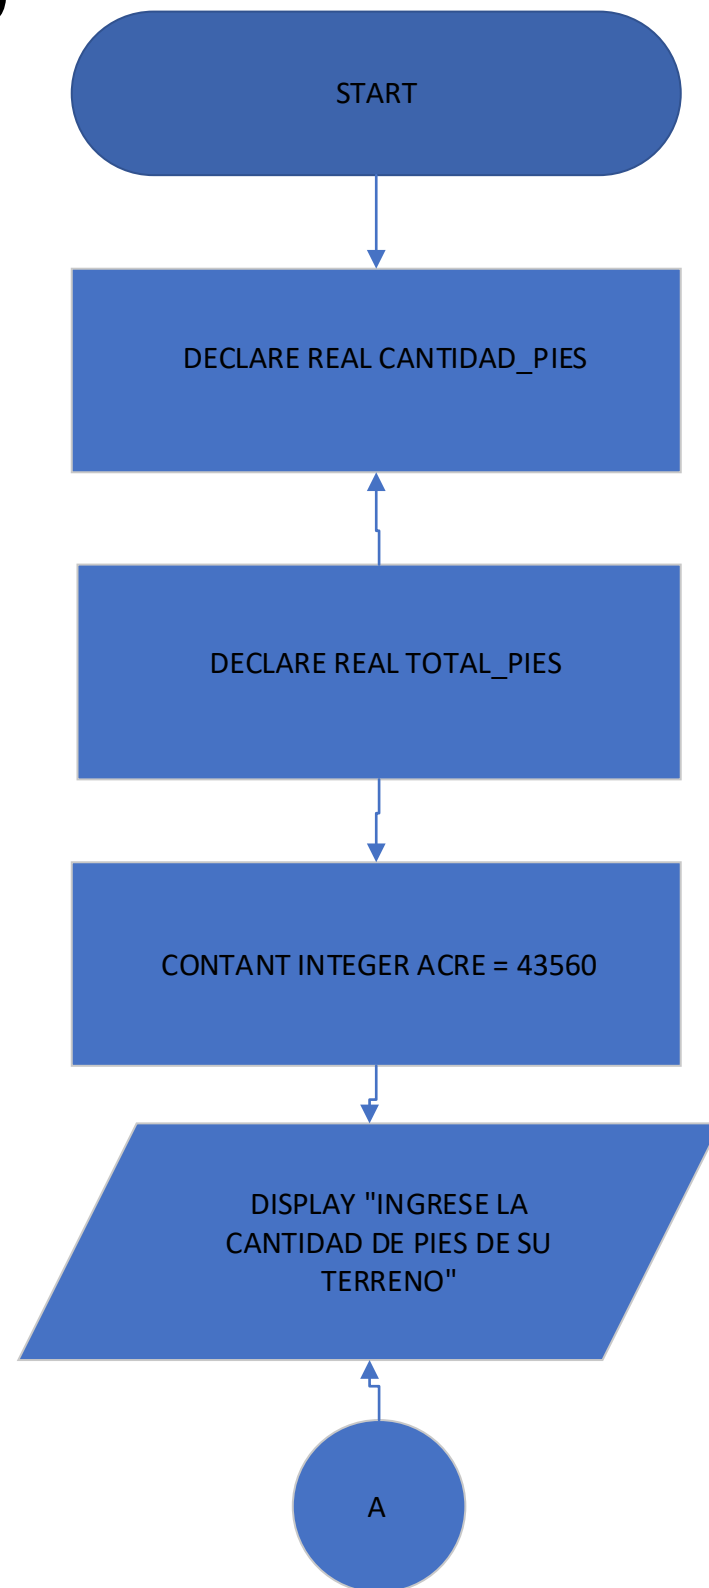 START
DECLARE REAL CANTIDAD_PIES
DECLARE REAL TOTAL_PIES
CONTANT INTEGER ACRE = 43560
DISPLAY "INGRESE LA
CANTIDAD DE PIES DE SU
TERRENO"
A